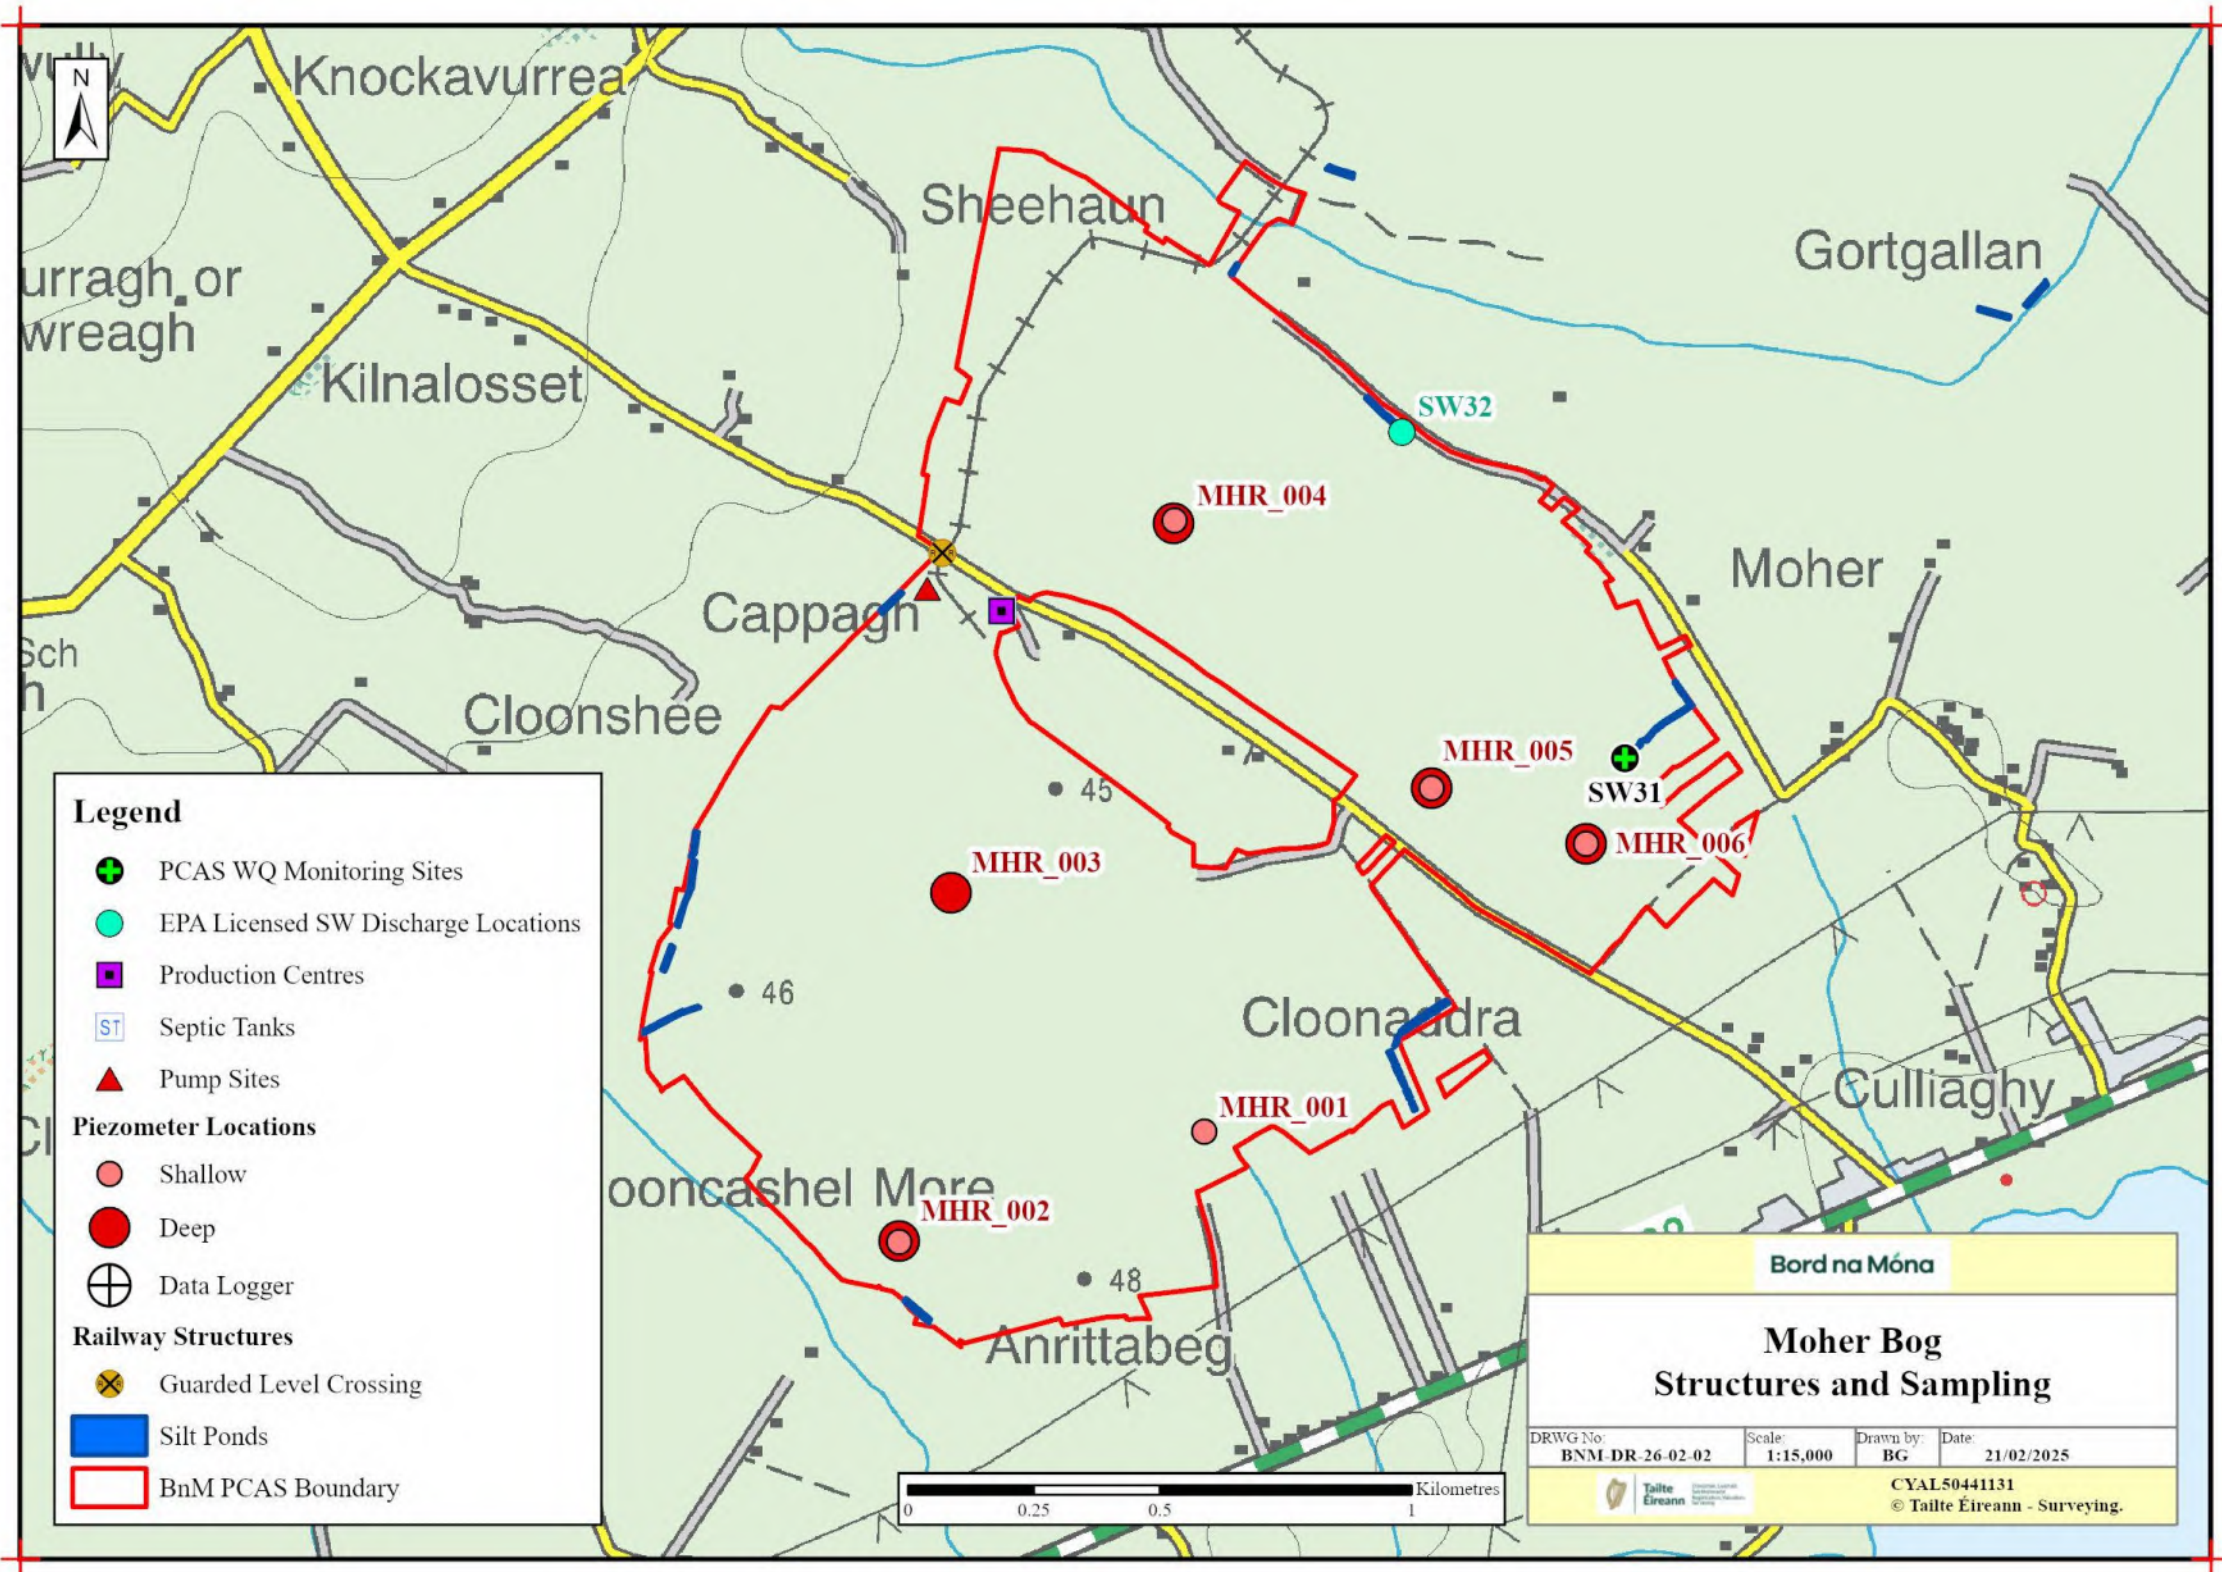 N
Knockavurrea
Sheehaun
Gortgallan
urragh or
wreagh
Kilnalosset
SW32
MHR_004
Moher
Cappagh
Sch
h
Cloonshee
MHR_005
SW31
45
MHR_006
MHR_003
46
Cloonaddra
Culliaghy
MHR_001
ooncashel More
MHR_002
48
Anrittabeg
Cl
Legend
PCAS WQ Monitoring Sites
EPA Licensed SW Discharge Locations
Production Centres
ST Septic Tanks
Pump Sites
Piezometer Locations
Shallow
Deep
Data Logger
Railway Structures
Guarded Level Crossing
Silt Ponds
BnM PCAS Boundary
Kilometres
0 0.25 0.5 1
Bord na Móna
Moher Bog
Structures and Sampling
DRWG No: Scale: Drawn by: Date:
BNM-DR-26-02-02 1:15,000 BG 21/02/2025
Tailte
Éireann
CYAL50441131
© Tailte Éireann - Surveying.